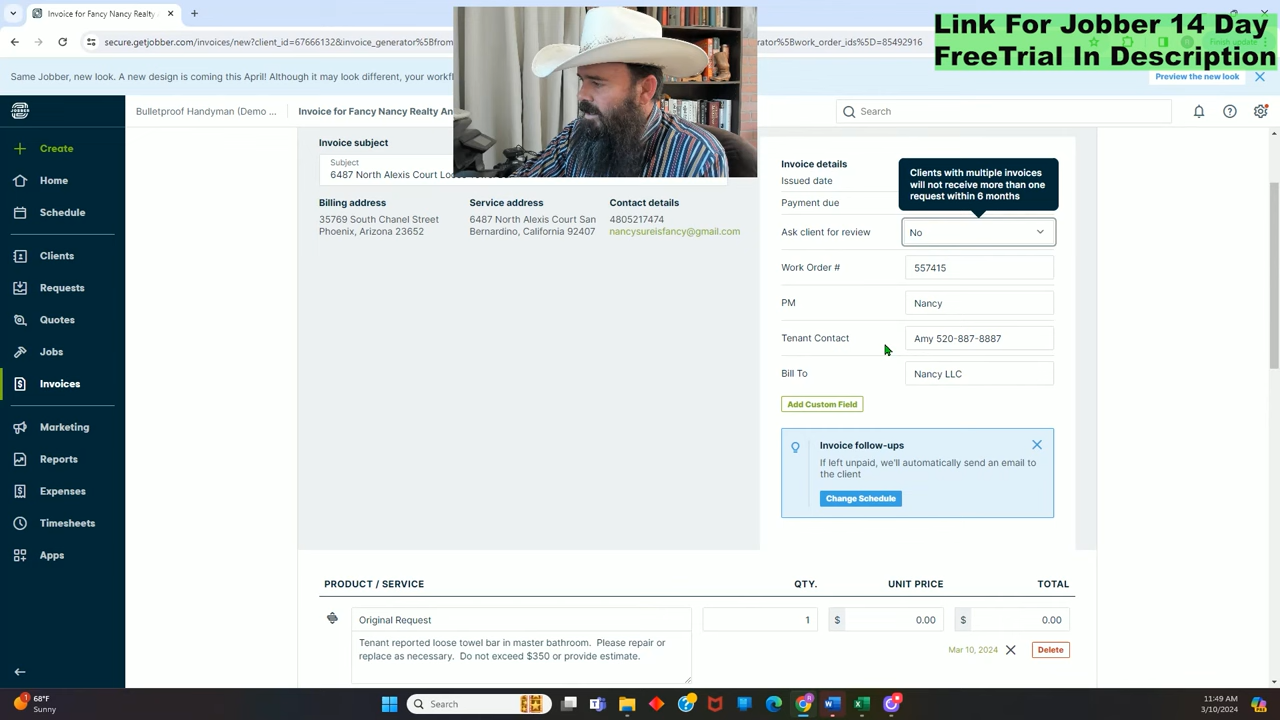 Invoice for Fancy Nancy Realty
Link For Jobber 14 Day
FreeTrial In Description
secure.getjobber.com/invoices/new?client_id=67666132&invoice_generator%5Bfrom
or%5Bwork_order_ids%5D=85492916
Finish update
Same Jobber, new look. A new design is coming this April! Although it may look different, your workf
Preview the new look
Bulletproof Handyman (Demo ...
Invoice for Fancy Nancy Realty An
Search
Create
Home
Schedule
Clients
Requests
Quotes
Jobs
Invoices
Marketing
Reports
Expenses
Timesheets
Apps
Invoice subject
Subject
6487 North Alexis Court
Billing address
35769 South Chanel Street
Phoenix, Arizona 23652
Service address
6487 North Alexis Court San
Bernardino, California 92407
Contact details
4805217474
nancysureisfancy@gmail.com
Invoice details
Issued date
Payment due
Clients with multiple invoices
will not receive more than one
request within 6 months
Ask client for review No
Work Order # 557415
PM Nancy
Tenant Contact Amy 520-887-8887
Bill To Nancy LLC
Add Custom Field
Invoice follow-ups
If left unpaid, we'll automatically send an email to
the client
Change Schedule
PRODUCT / SERVICE QTY. UNIT PRICE TOTAL
Original Request 1 $ 0.00 $ 0.00
Tenant reported loose towel bar in master bathroom. Please repair or
replace as necessary. Do not exceed $350 or provide estimate.
Mar 10, 2024 Delete
68°F
Sunny
Search
11:49 AM
3/10/2024